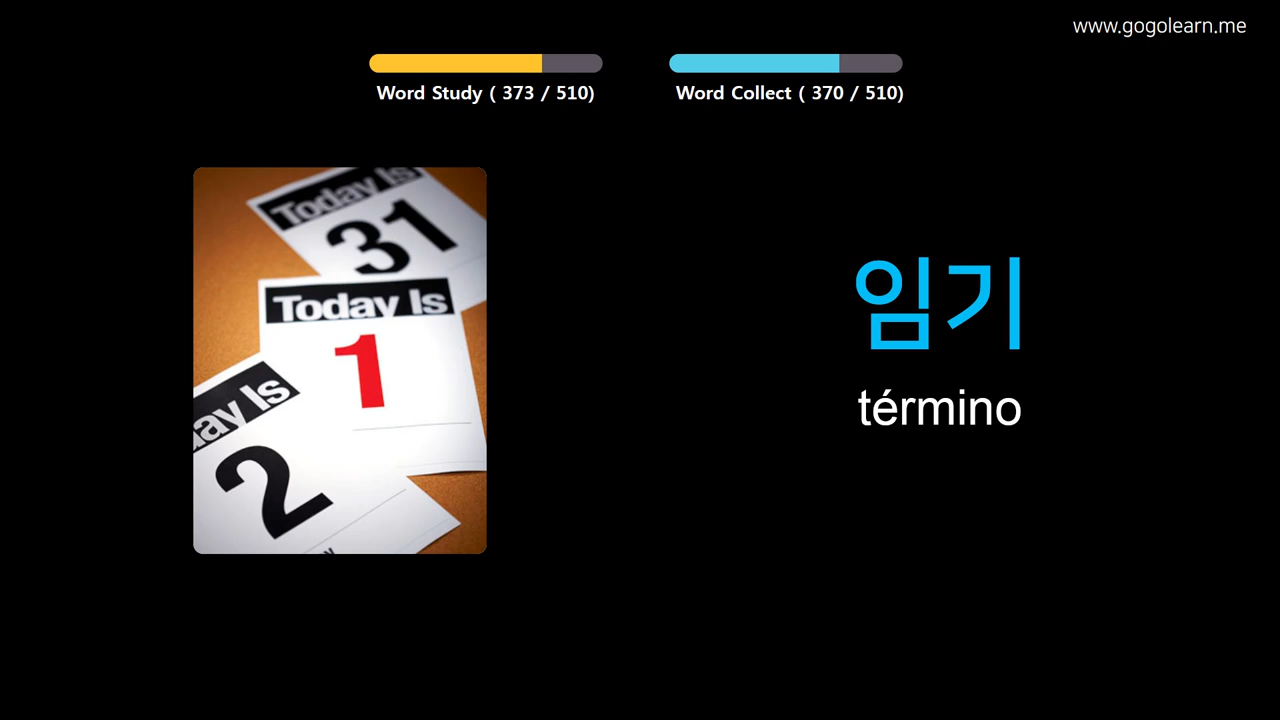 www.gogolearn.me
Word Study ( 373 / 510)
Word Collect ( 370 / 510)
Today Is
31
Today Is
1
ay Is
2
임기
término